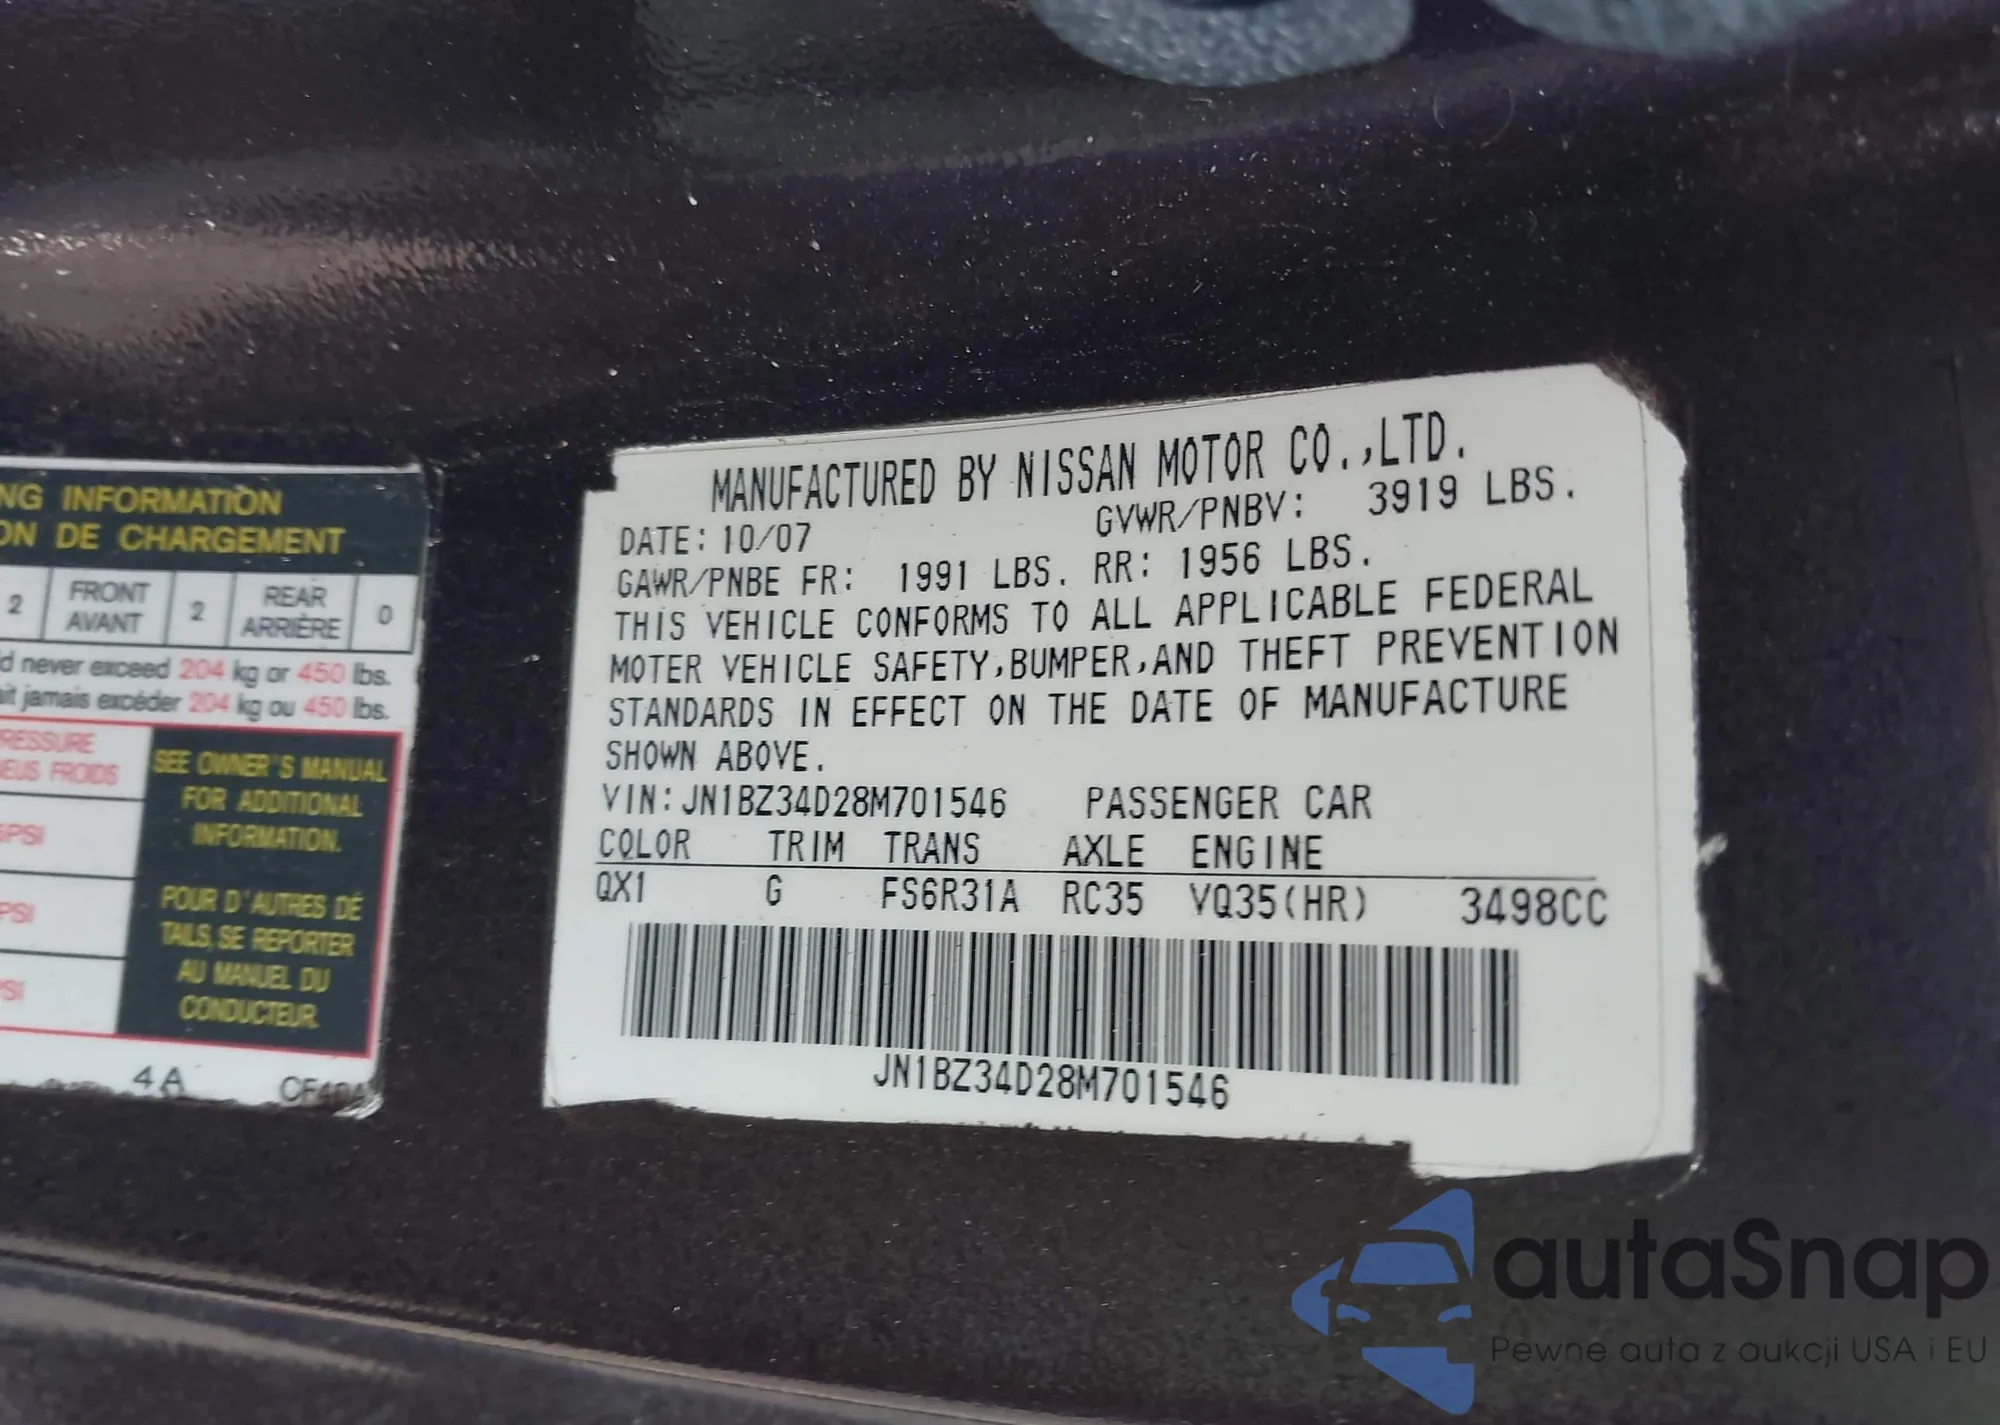 NG INFORMATION
ON DE CHARGEMENT
2 FRONT AVANT 2 REAR ARRIÈRE 0
d never exceed 204 kg or 450 lbs.
ait jamais excéder 204 kg ou 450 lbs.
RESSURE
EUS FROIDS
PSI
PSI
PSI
SEE OWNER'S MANUAL
FOR ADDITIONAL
INFORMATION.
POUR D'AUTRES DÉ
TAILS, SE REPORTER
AU MANUEL DU
CONDUCTEUR.
4 A
MANUFACTURED BY NISSAN MOTOR CO.,LTD.
DATE: 10/07 GVWR/PNBV: 3919 LBS.
GAWR/PNBE FR: 1991 LBS. RR: 1956 LBS.
THIS VEHICLE CONFORMS TO ALL APPLICABLE FEDERAL
MOTER VEHICLE SAFETY,BUMPER,AND THEFT PREVENTION
STANDARDS IN EFFECT ON THE DATE OF MANUFACTURE
SHOWN ABOVE.
VIN:JN1BZ34D28M701546 PASSENGER CAR
COLOR TRIM TRANS AXLE ENGINE
QX1 G FS6R31A RC35 VQ35(HR) 3498CC
JN1BZ34D28M701546
autaSnap
Pewne auta z aukcji USA i EU